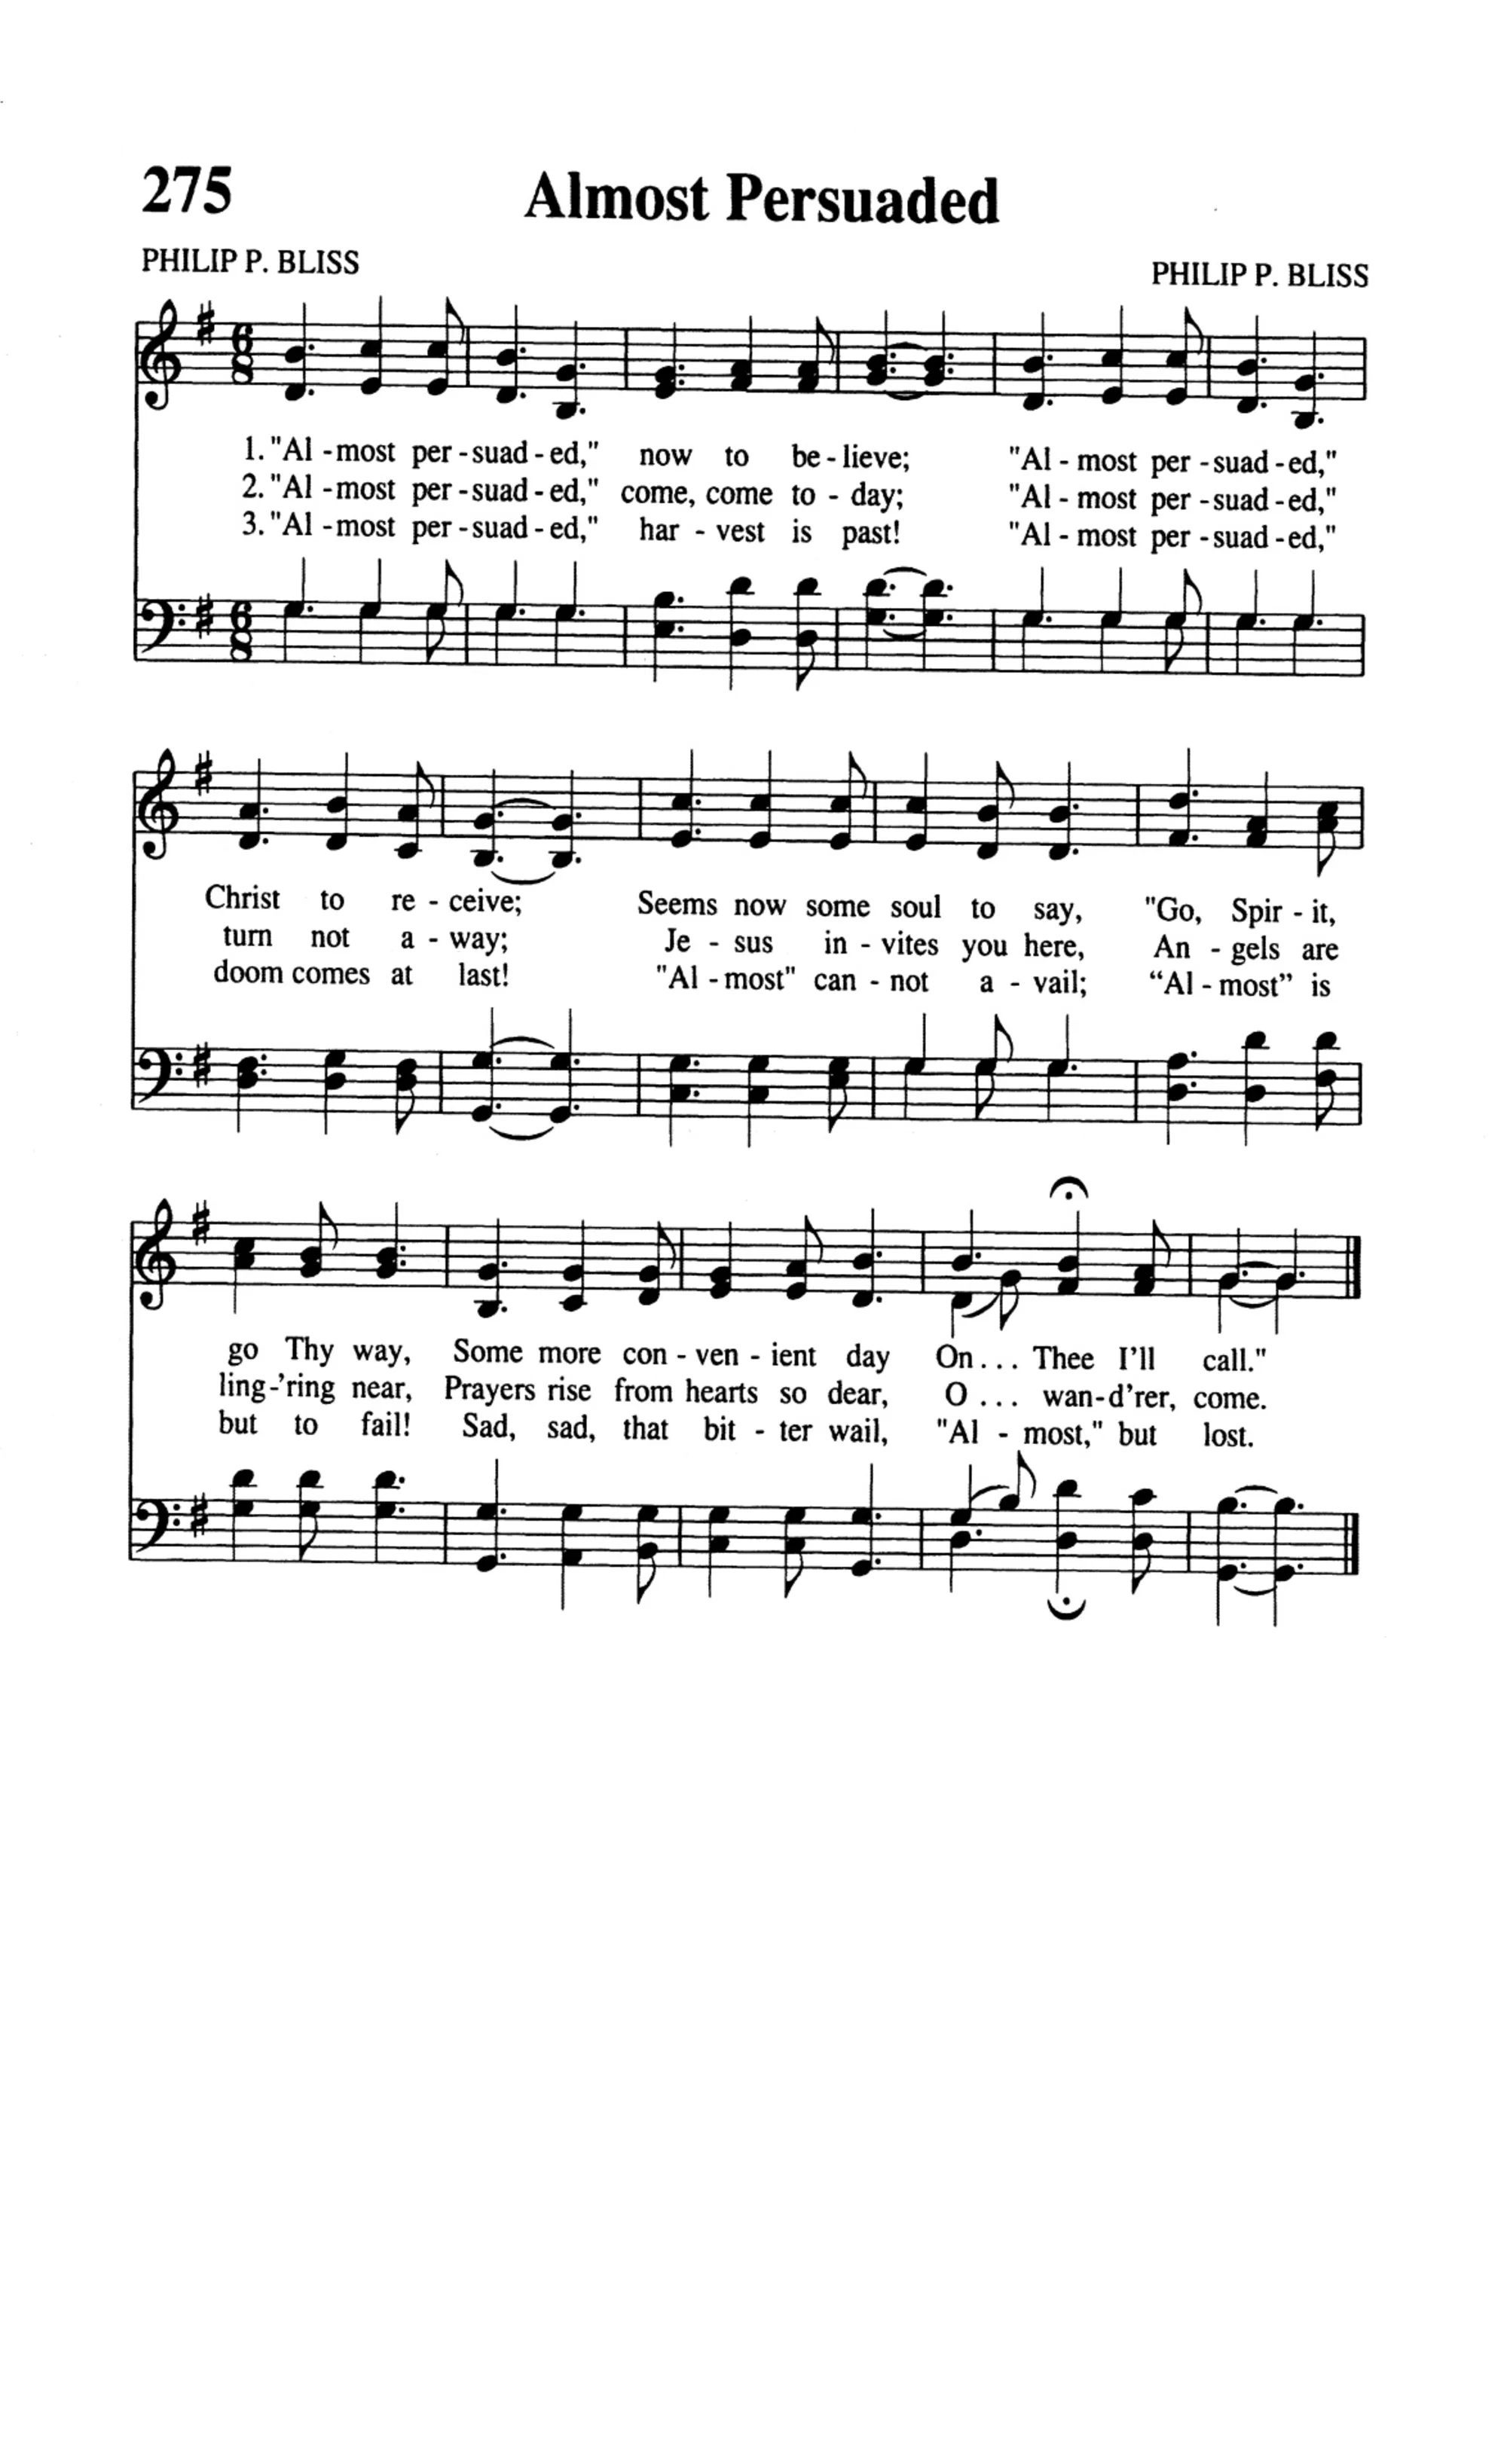 275 Almost Persuaded
PHILIP P. BLISS PHILIP P. BLISS
1. "Al - most per - suad - ed," now to be - lieve; "Al - most per - suad - ed,"
2. "Al - most per - suad - ed," come, come to - day; "Al - most per - suad - ed,"
3. "Al - most per - suad - ed," har - vest is past! "Al - most per - suad - ed,"
Christ to re - ceive; Seems now some soul to say, "Go, Spir - it,
turn not a - way; Je - sus in - vites you here, An - gels are
doom comes at last! "Al - most" can - not a - vail; “Al - most” is
go Thy way, Some more con - ven - ient day On... Thee I’ll call."
ling-’ring near, Prayers rise from hearts so dear, O... wan-d’rer, come.
but to fail! Sad, sad, that bit - ter wail, "Al - most," but lost.